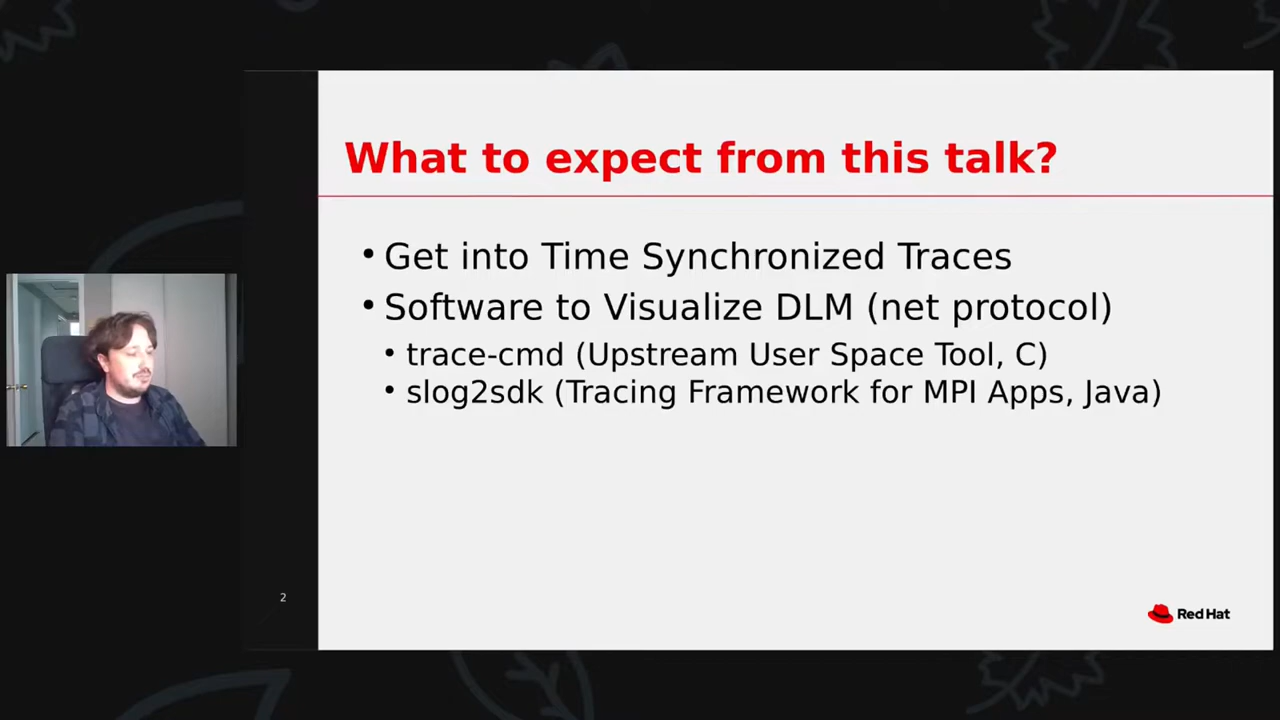 What to expect from this talk?
• Get into Time Synchronized Traces
• Software to Visualize DLM (net protocol)
• trace-cmd (Upstream User Space Tool, C)
• slog2sdk (Tracing Framework for MPI Apps, Java)
2
Red Hat